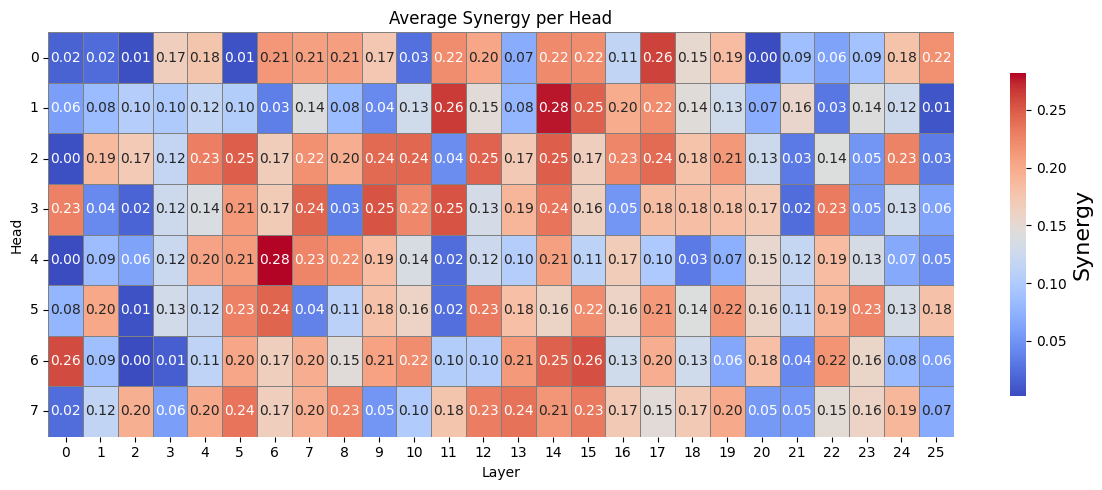 Average Synergy per Head
0 0.02 0.02 0.01 0.17 0.18 0.01 0.21 0.21 0.21 0.17 0.03 0.22 0.20 0.07 0.22 0.22 0.11 0.26 0.15 0.19 0.00 0.09 0.06 0.09 0.18 0.22
1 0.06 0.08 0.10 0.10 0.12 0.10 0.03 0.14 0.08 0.04 0.13 0.26 0.15 0.08 0.28 0.25 0.20 0.22 0.14 0.13 0.07 0.16 0.03 0.14 0.12 0.01
2 0.00 0.19 0.17 0.12 0.23 0.25 0.17 0.22 0.20 0.24 0.24 0.04 0.25 0.17 0.25 0.17 0.23 0.24 0.18 0.21 0.13 0.03 0.14 0.05 0.23 0.03
3 0.23 0.04 0.02 0.12 0.14 0.21 0.17 0.24 0.03 0.25 0.22 0.25 0.13 0.19 0.24 0.16 0.05 0.18 0.18 0.18 0.17 0.02 0.23 0.05 0.13 0.06
4 0.00 0.09 0.06 0.12 0.20 0.21 0.28 0.23 0.22 0.19 0.14 0.02 0.12 0.10 0.21 0.11 0.17 0.10 0.03 0.07 0.15 0.12 0.19 0.13 0.07 0.05
5 0.08 0.20 0.01 0.13 0.12 0.23 0.24 0.04 0.11 0.18 0.16 0.02 0.23 0.18 0.16 0.22 0.16 0.21 0.14 0.22 0.16 0.11 0.19 0.23 0.13 0.18
6 0.26 0.09 0.00 0.01 0.11 0.20 0.17 0.20 0.15 0.21 0.22 0.10 0.10 0.21 0.25 0.26 0.13 0.20 0.13 0.06 0.18 0.04 0.22 0.16 0.08 0.06
7 0.02 0.12 0.20 0.06 0.20 0.24 0.17 0.20 0.23 0.05 0.10 0.18 0.23 0.24 0.21 0.23 0.17 0.15 0.17 0.20 0.05 0.05 0.15 0.16 0.19 0.07
0 1 2 3 4 5 6 7 8 9 10 11 12 13 14 15 16 17 18 19 20 21 22 23 24 25
Layer
Head
0.25
0.20
0.15
0.10
0.05
Synergy